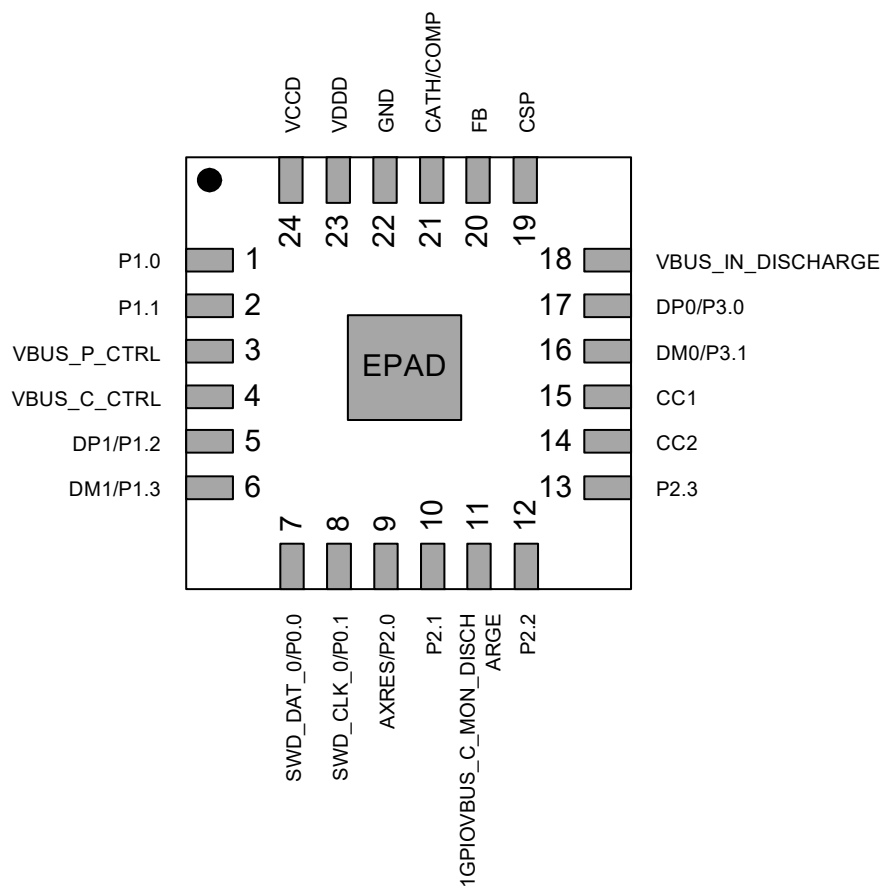 VCCD
VDDD
GND
CATH/COMP
FB
CSP
24
23
22
21
20
19
P1.0
1
P1.1
2
VBUS_P_CTRL
3
VBUS_C_CTRL
4
DP1/P1.2
5
DM1/P1.3
6
EPAD
18
VBUS_IN_DISCHARGE
17
DP0/P3.0
16
DM0/P3.1
15
CC1
14
CC2
13
P2.3
7
8
9
10
11
12
SWD_DAT_0/P0.0
SWD_CLK_0/P0.1
AXRES/P2.0
P2.1
1GPIOVBUS_C_MON_DISCH
ARGE
P2.2